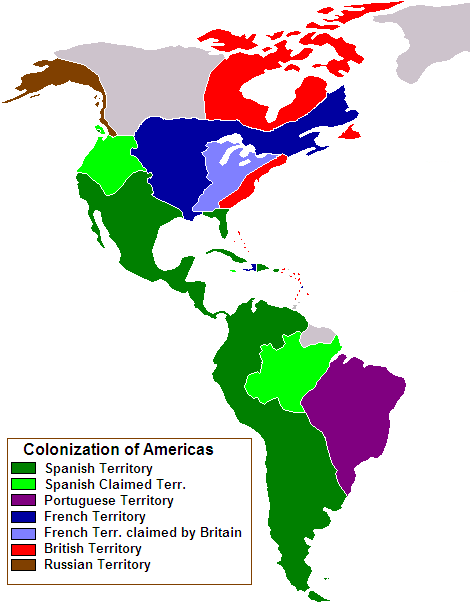 Colonization of Americas
Spanish Territory
Spanish Claimed Terr.
Portuguese Territory
French Territory
French Terr. claimed by Britain
British Territory
Russian Territory